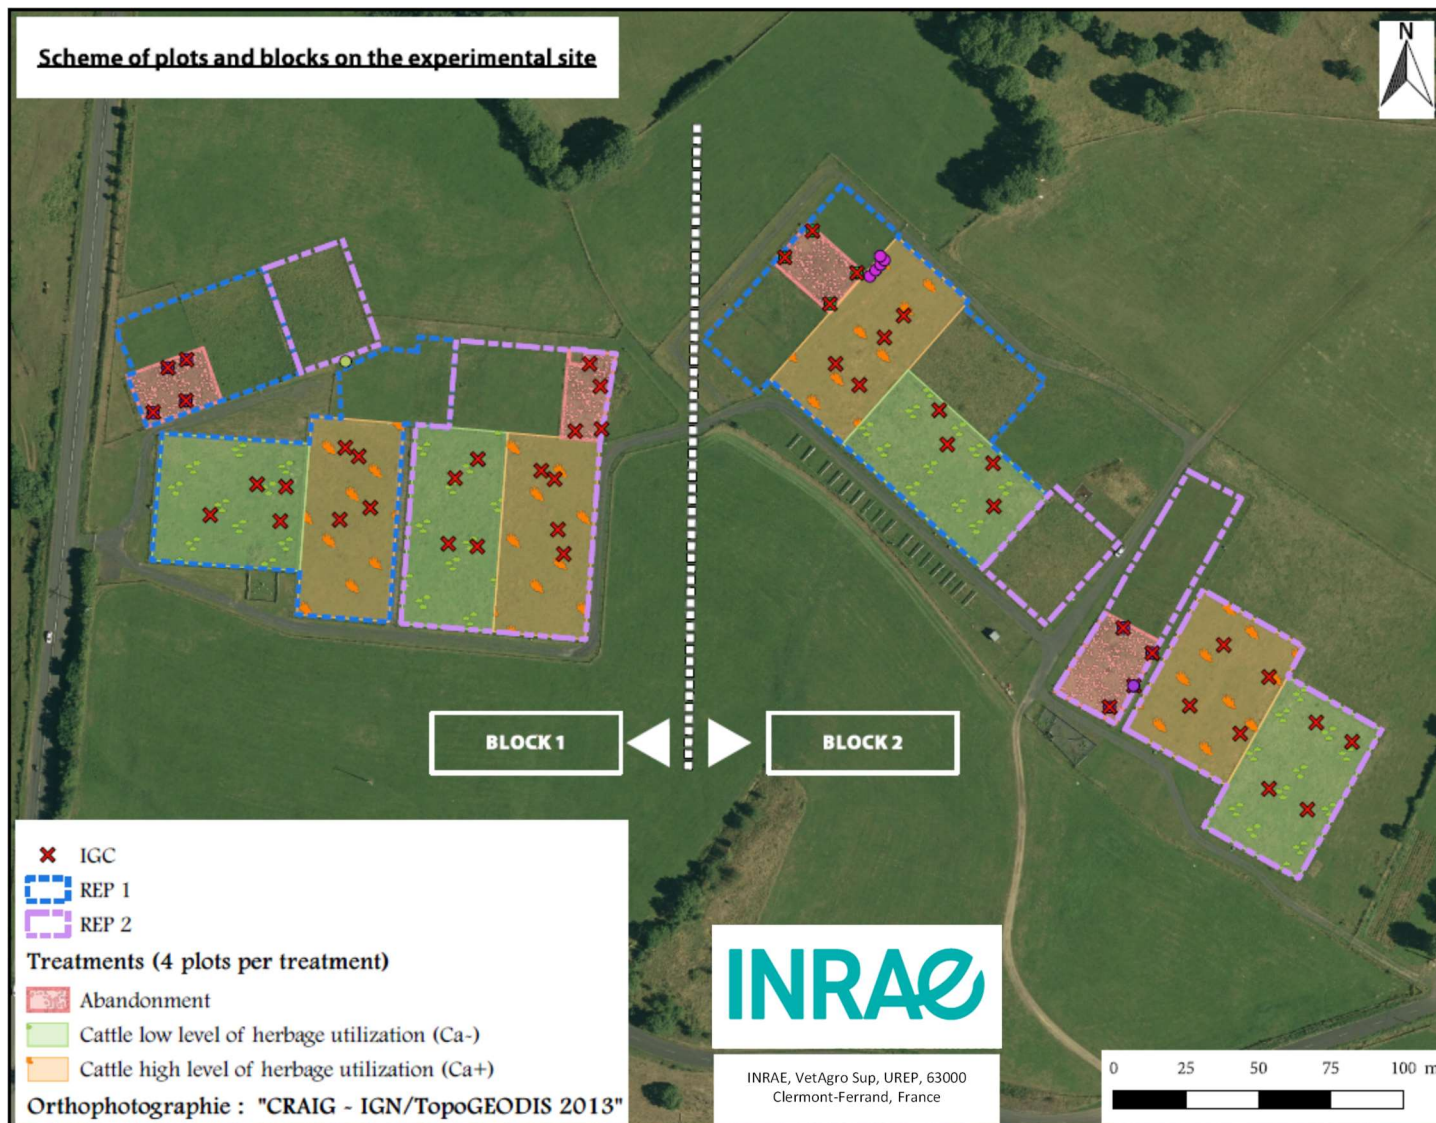 Scheme of plots and blocks on the experimental site
N
BLOCK 1
BLOCK 2
IGC
REP 1
REP 2
Treatments (4 plots per treatment)
Abandonment
Cattle low level of herbage utilization (Ca-)
Cattle high level of herbage utilization (Ca+)
Orthophotographie : "CRAIG - IGN/TopoGEODIS 2013"
INRAE
INRAE, VetAgro Sup, UREP, 63000
Clermont-Ferrand, France
0 25 50 75 100 m